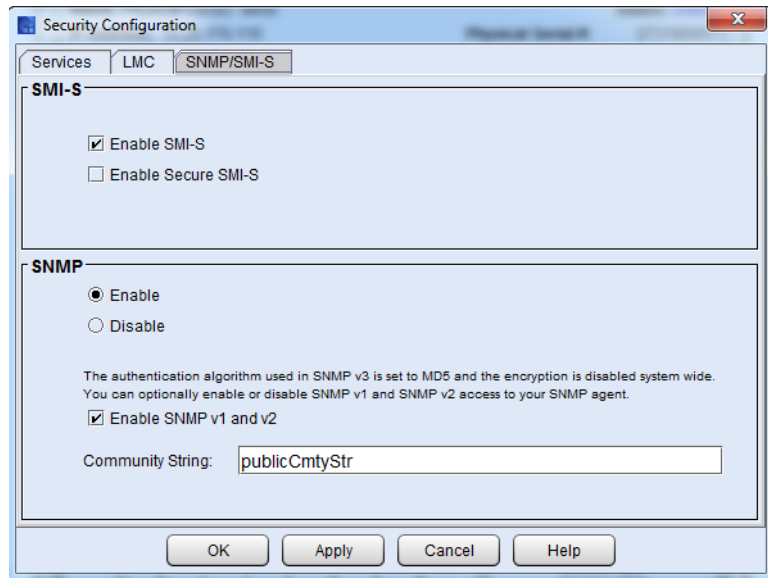 Security Configuration
Services LMC SNMP/SMI-S
SMI-S
Enable SMI-S
Enable Secure SMI-S
SNMP
Enable
Disable
The authentication algorithm used in SNMP v3 is set to MD5 and the encryption is disabled system wide.
You can optionally enable or disable SNMP v1 and SNMP v2 access to your SNMP agent.
Enable SNMP v1 and v2
Community String: publicCmtyStr
OK Apply Cancel Help